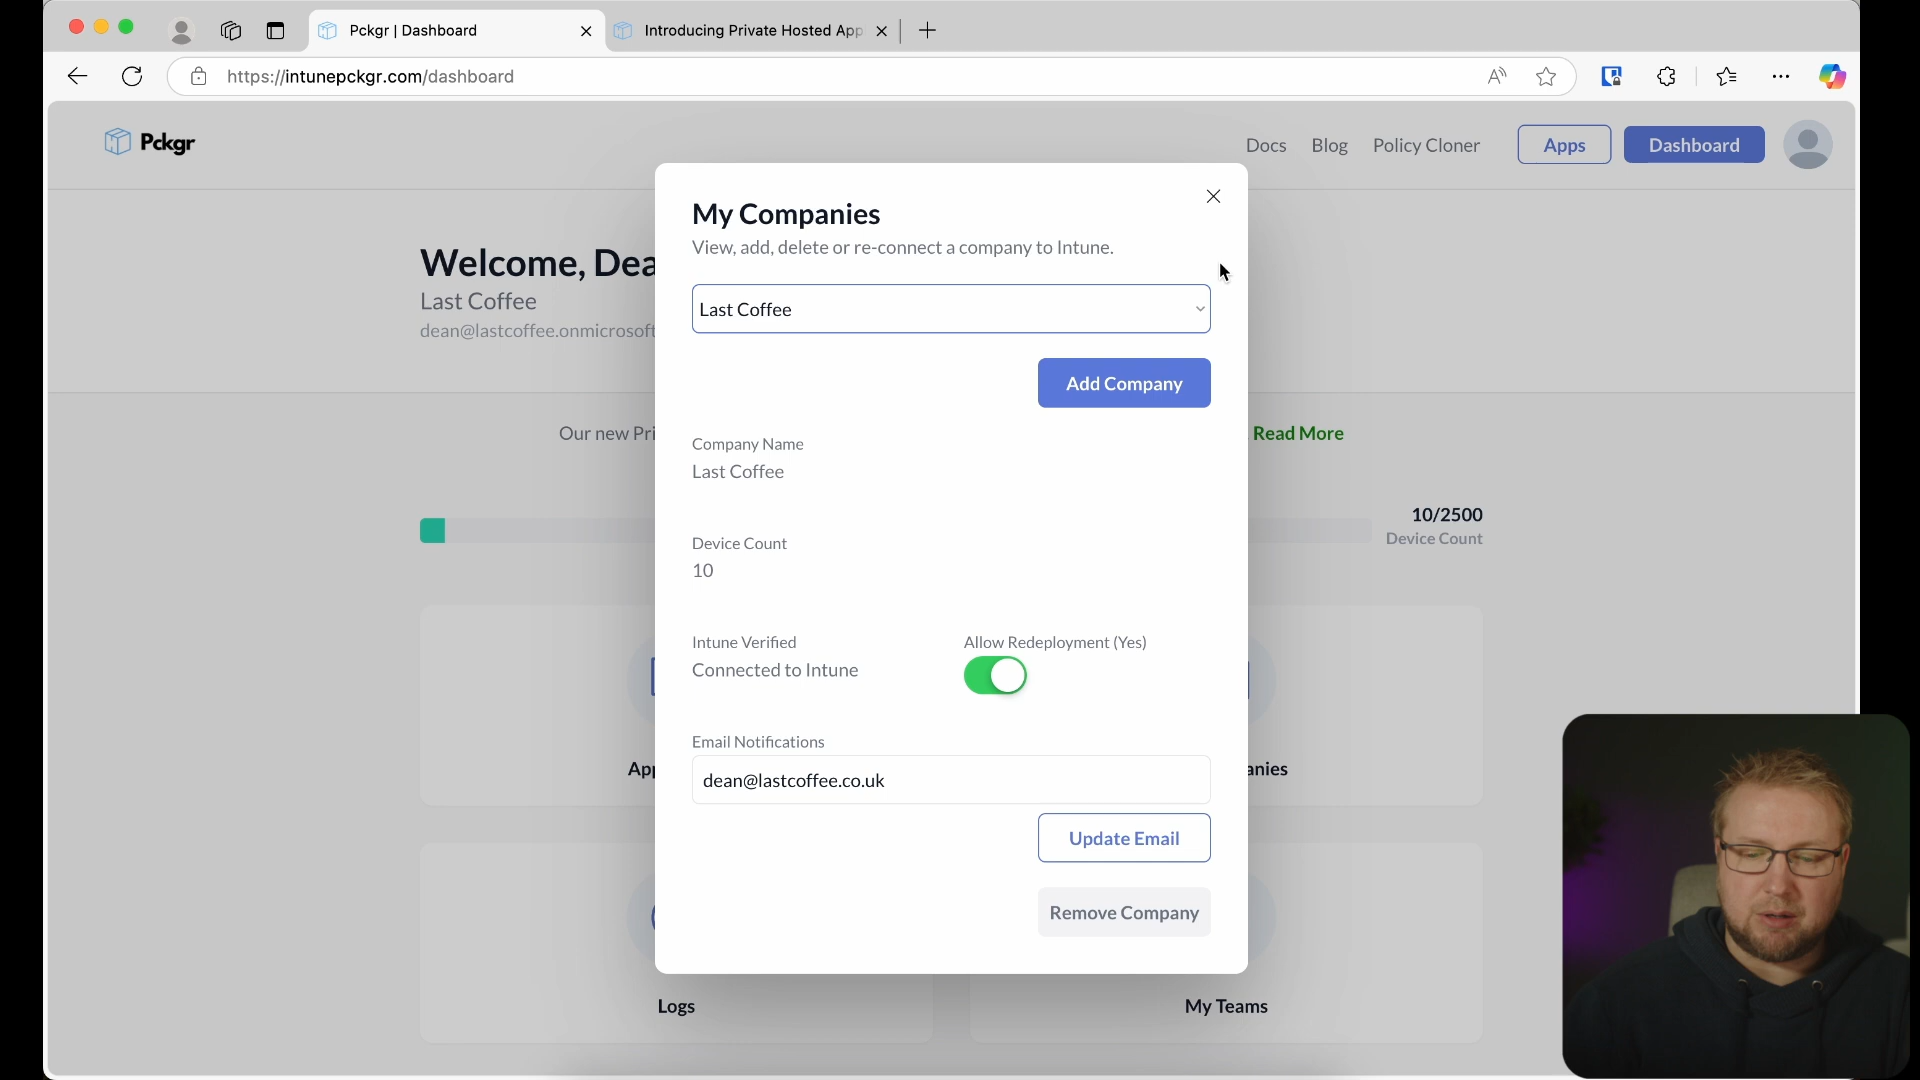 Pckgr | Dashboard
Introducing Private Hosted App
https://intunepckgr.com/dashboard
Pckgr
Docs
Blog
Policy Cloner
Apps
Dashboard
Welcome, Dea
Last Coffee
dean@lastcoffee.onmicrosoft
Our new Pri
. Read More
10/2500
Device Count
My Companies
View, add, delete or re-connect a company to Intune.
Last Coffee
Add Company
Company Name
Last Coffee
Device Count
10
Intune Verified
Connected to Intune
Allow Redeployment (Yes)
Email Notifications
dean@lastcoffee.co.uk
Update Email
Remove Company
App
anies
Logs
My Teams